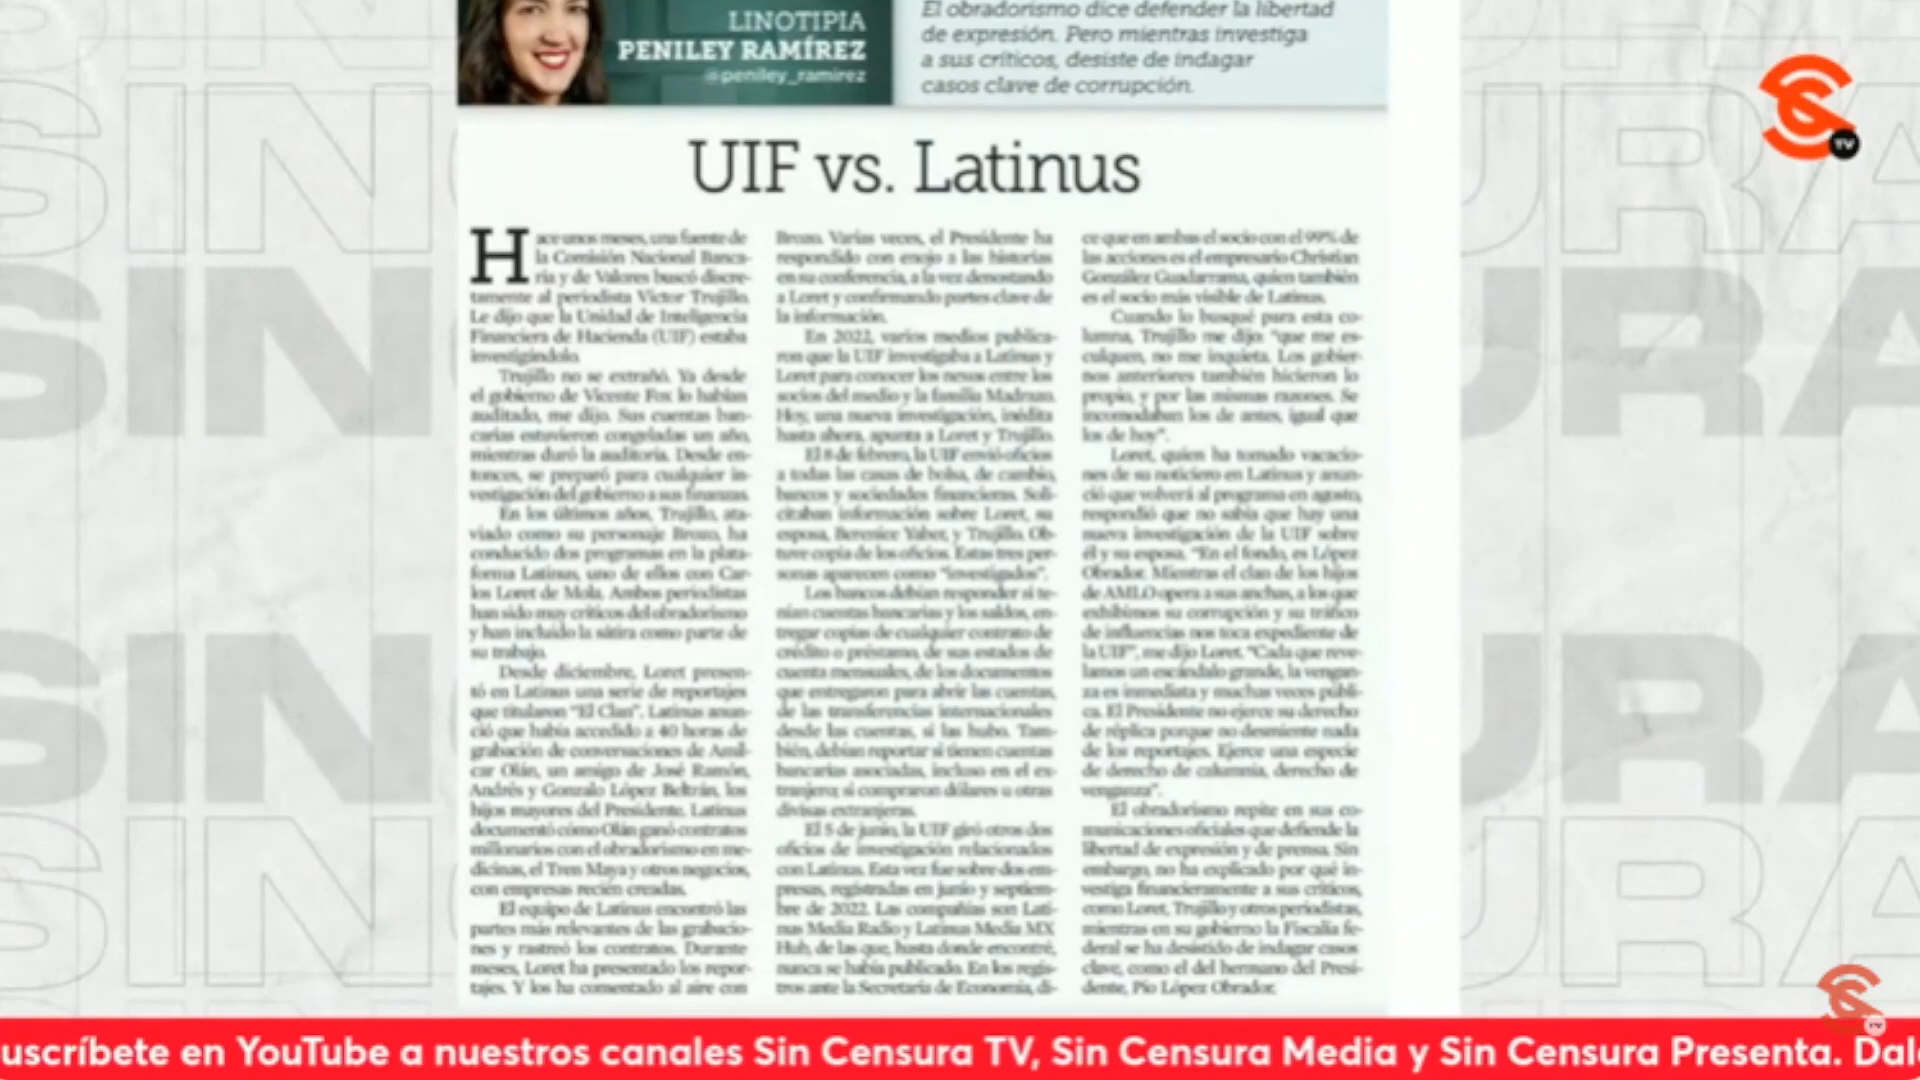 LINOTIPIA
PENILEY RAMÍREZ
@peniley_ramirez
El obradorismo dice defender la libertad
de expresión. Pero mientras investiga
a sus críticos, desiste de indagar
casos clave de corrupción.
UIF vs. Latinus
Hace unos meses, una fuente de
la Comisión Nacional Banca-
ria y de Valores buscó discre-
tamente al periodista Víctor Trujillo.
Le dijo que la Unidad de Inteligencia
Financiera de Hacienda (UIF) estaba
investigándolo.
Trujillo no se extrañó. Ya desde
el gobierno de Vicente Fox lo habían
auditado, me dijo. Sus cuentas ban-
carias estuvieron congeladas un año,
mientras duró la auditoría. Desde en-
tonces, se preparó para cualquier in-
vestigación del gobierno a sus finanzas.
En los últimos años, Trujillo, ata-
viado como su personaje Brozo, ha
conducido dos programas en la plata-
forma Latinus, uno de ellos con Car-
los Loret de Mola. Ambos periodistas
han sido muy críticos del obradorismo
y han incluido la sátira como parte de
su trabajo.
Desde diciembre, Loret presen-
tó en Latinus una serie de reportajes
que titularon "El Clan". Latinus anun-
ció que había accedido a 40 horas de
grabación de conversaciones de Amíl-
car Olán, un amigo de José Ramón,
Andrés y Gonzalo López Beltrán, los
hijos mayores del Presidente. Latinus
documentó cómo Olán ganó contratos
millonarios con el obradorismo en me-
dicinas, el Tren Maya y otros negocios,
con empresas recién creadas.
El equipo de Latinus encontró las
partes más relevantes de las grabacio-
nes y rastreó los contratos. Durante
meses, Loret ha presentado los repor-
tajes. Y los ha comentado al aire con
Brozo. Varias veces, el Presidente ha
respondido con enojo a las historias
en su conferencia, a la vez denostando
a Loret y confirmando partes clave de
la información.
En 2022, varios medios publica-
ron que la UIF investigaba a Latinus y
Loret para conocer los nexos entre los
socios del medio y la familia Madrazo.
Hoy, una nueva investigación, inédita
hasta ahora, apunta a Loret y Trujillo.
El 8 de febrero, la UIF envió oficios
a todas las casas de bolsa, de cambio,
bancos y sociedades financieras. Soli-
citaban información sobre Loret, su
esposa, Berenice Yaber, y Trujillo. Ob-
tuve copia de los oficios. Estas tres per-
sonas aparecen como "investigados".
Los bancos debían responder si te-
nían cuentas bancarias y los saldos, en-
tregar copias de cualquier contrato de
crédito o préstamo, de sus estados de
cuenta mensuales, de los documentos
que entregaron para abrir las cuentas,
de las transferencias internacionales
desde las cuentas, si las hubo. Tam-
bién, debían reportar si tienen cuentas
bancarias asociadas, incluso en el ex-
tranjero; si compraron dólares u otras
divisas extranjeras.
El 5 de junio, la UIF giró otros dos
oficios de investigación relacionados
con Latinus. Esta vez fue sobre dos em-
presas, registradas en junio y septiem-
bre de 2022. Las compañías son Lati-
nus Media Radio y Latinus Media MX
Hub, de las que, hasta donde encontré,
nunca se había publicado. En los regis-
tros ante la Secretaría de Economía, di-
ce que en ambas el socio con el 99% de
las acciones es el empresario Christian
González Guadarrama, quien también
es el socio más visible de Latinus.
Cuando lo busqué para esta co-
lumna, Trujillo me dijo: "que me es-
culquen, no me inquieta. Los gobier-
nos anteriores también hicieron lo
propio, y por las mismas razones. Se
incomodaban los de antes, igual que
los de hoy".
Loret, quien ha tomado vacacio-
nes de su noticiero en Latinus y anun-
ció que volverá al programa en agosto,
respondió que no sabía que hay una
nueva investigación de la UIF sobre
él y su esposa. "En el fondo, es López
Obrador. Mientras el clan de los hijos
de AMLO opera a sus anchas, a los que
exhibimos su corrupción y su tráfico
de influencias nos toca expediente de
la UIF", me dijo Loret. "Cada que reve-
lamos un escándalo grande, la vengan-
za es inmediata y muchas veces públi-
ca. El Presidente no ejerce su derecho
de réplica porque no desmiente nada
de los reportajes. Ejerce una especie
de derecho de calumnia, derecho de
venganza".
El obradorismo repite en sus co-
municaciones oficiales que defiende la
libertad de expresión y de prensa. Sin
embargo, no ha explicado por qué in-
vestiga financieramente a sus críticos,
como Loret, Trujillo y otros periodistas,
mientras en su gobierno la Fiscalía fe-
deral se ha desistido de indagar casos
clave, como el del hermano del Presi-
dente, Pío López Obrador.
SIN
SIN
SIN
SIN
URA
URA
URA
URA
TV
TV
uscríbete en YouTube a nuestros canales Sin Censura TV, Sin Censura Media y Sin Censura Presenta. Dale